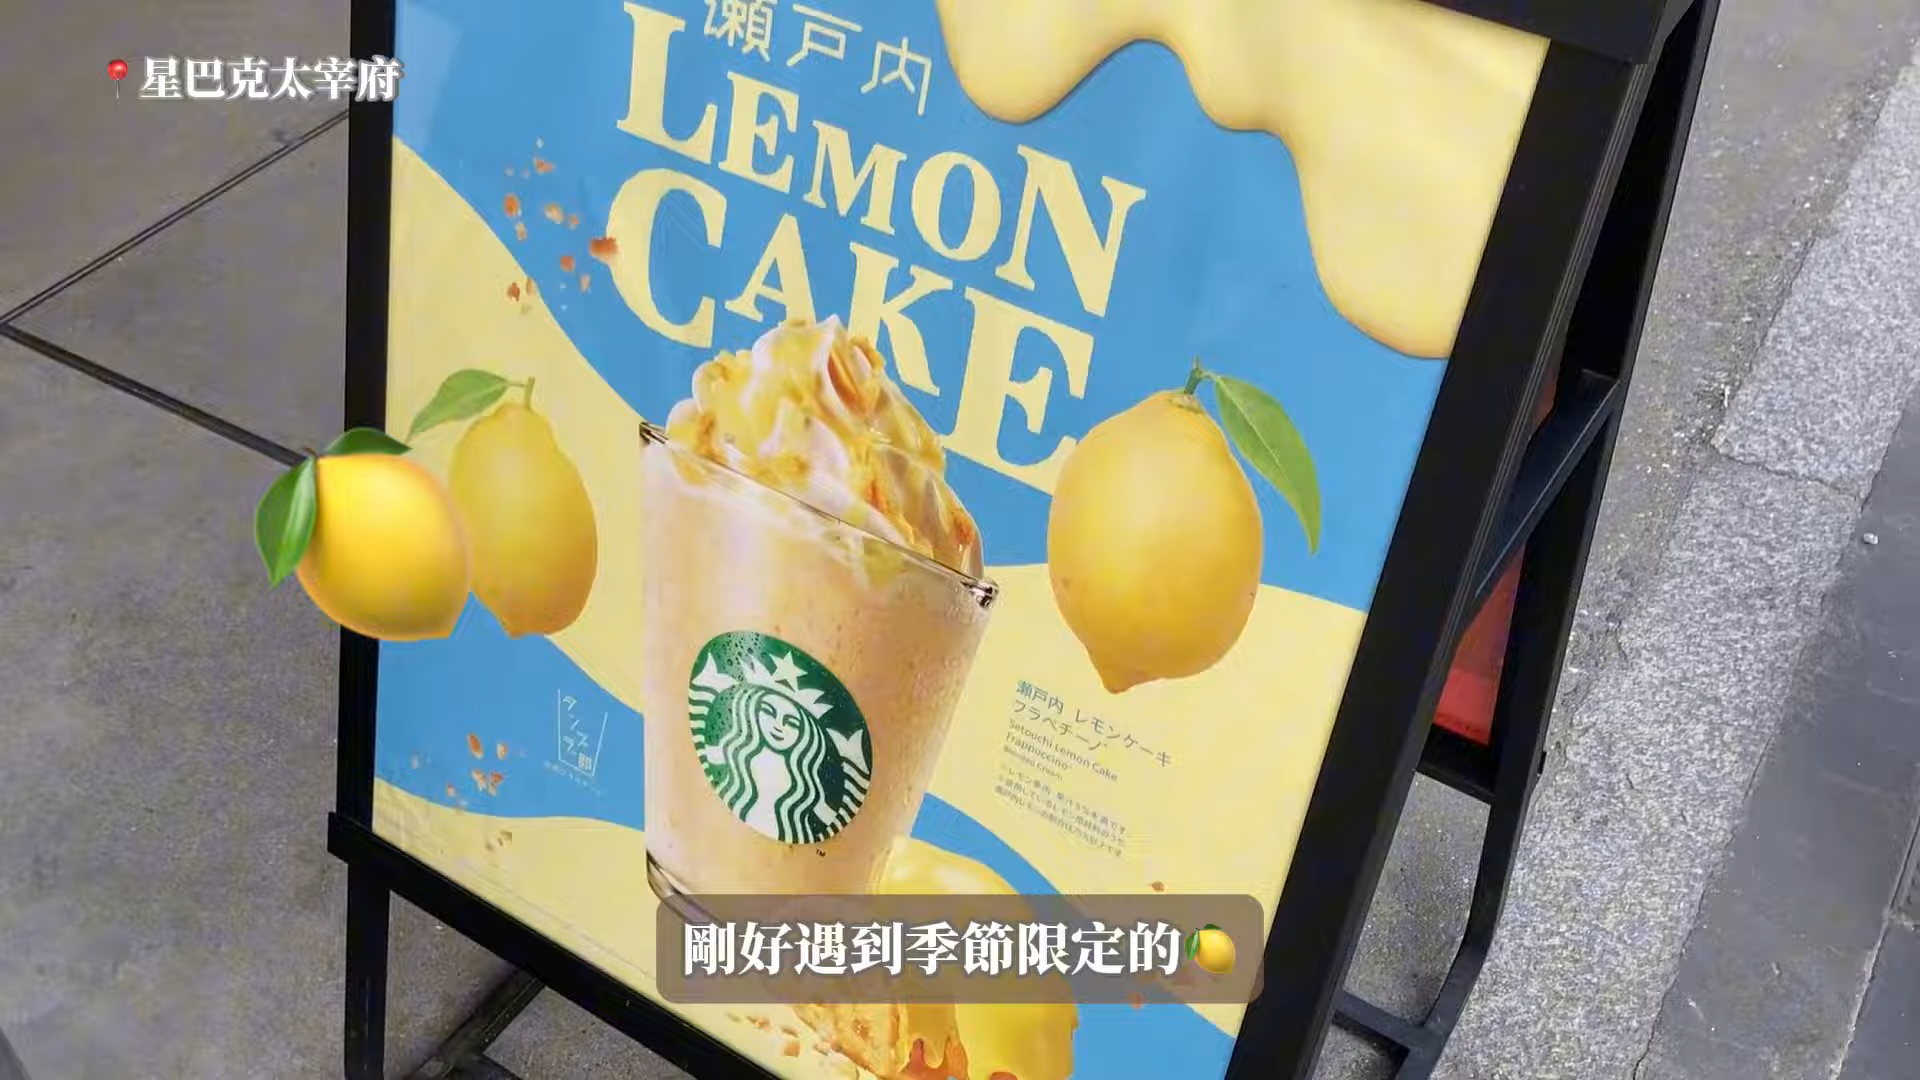 星巴克太宰府
瀬戸内
LEMON
CAKE
瀬戸内 レモンケーキ
フラペチーノ®
Setouchi Lemon Cake
Frappuccino®
Blended Cream
剛好遇到季節限定的🍋